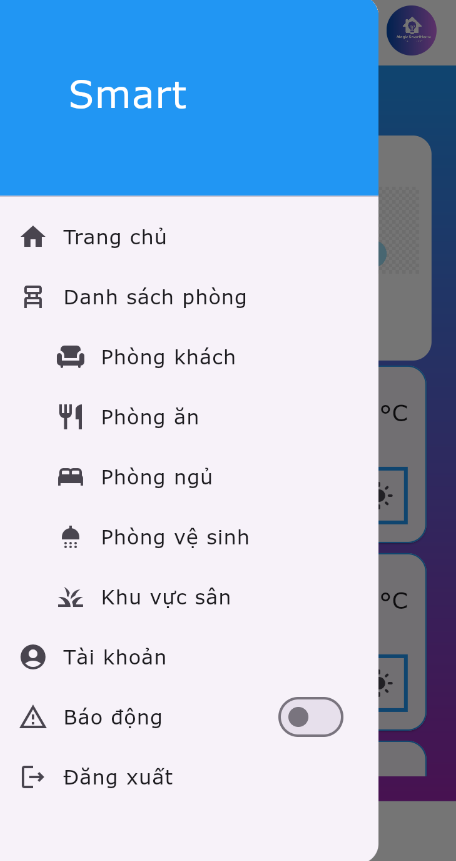 Smart
Trang chủ
Danh sách phòng
Phòng khách
°C
Phòng ăn
Phòng ngủ
Phòng vệ sinh
Khu vực sân
°C
Tài khoản
Báo động
Đăng xuất